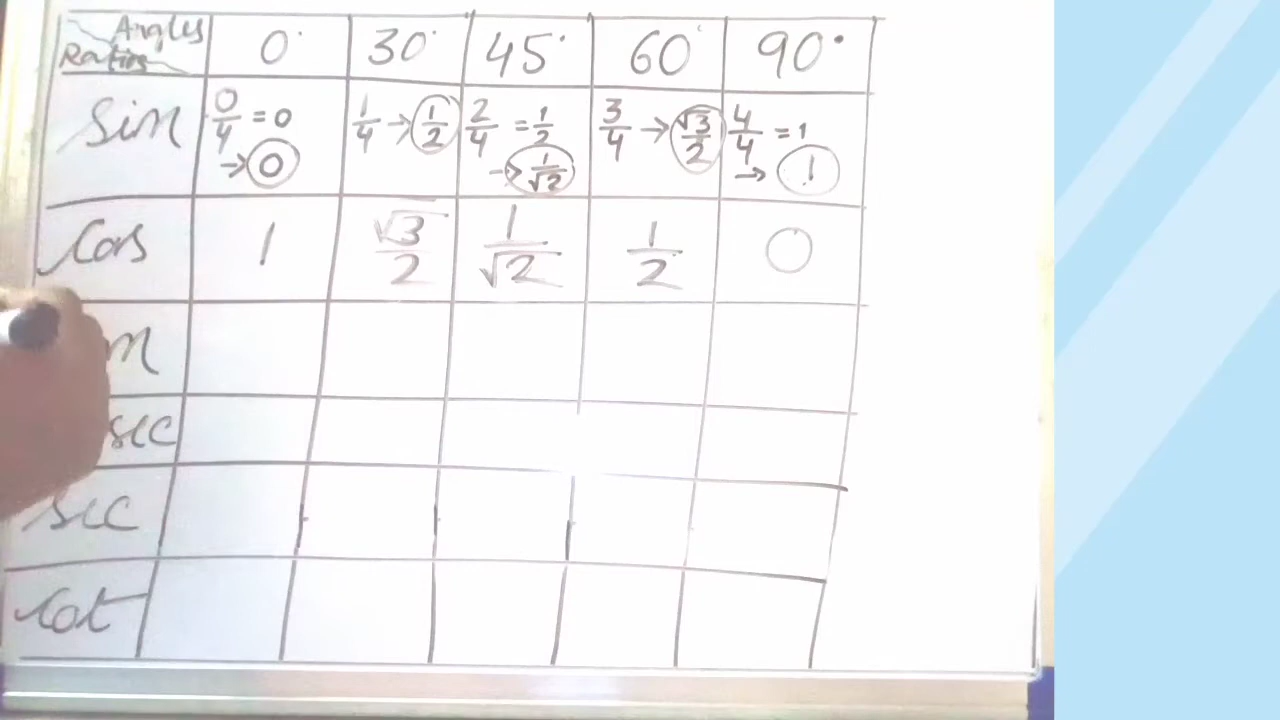 Angles
Ratios
0° 30° 45° 60° 90°
Sin 0/4 = 0 → 0 1/4 → 1/2 2/4 = 1/2 → 1/√2 3/4 → √3/2 4/4 = 1 → 1
Cos 1 √3/2 1/√2 1/2 0
sec
Sec
Cot